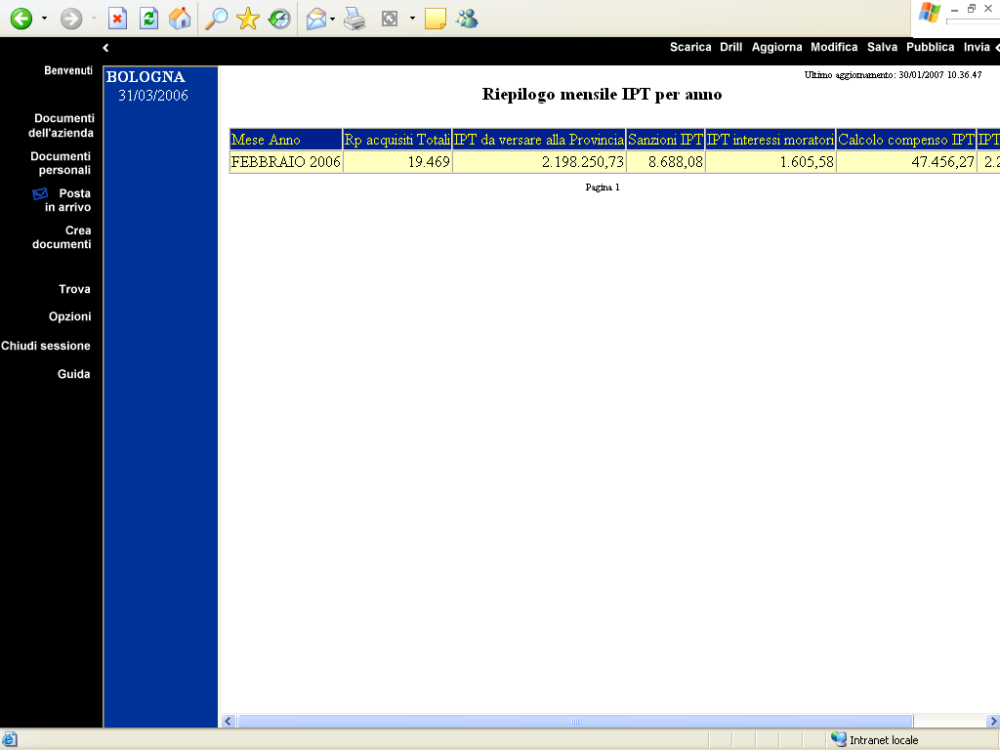 Scarica Drill Aggiorna Modifica Salva Pubblica Invia
Benvenuti
Documenti
dell'azienda
Documenti
personali
Posta
in arrivo
Crea
documenti
Trova
Opzioni
Chiudi sessione
Guida
BOLOGNA
31/03/2006
Ultimo aggiornamento: 30/01/2007 10.36.47
Riepilogo mensile IPT per anno
Mese Anno Rp acquisiti Totali IPT da versare alla Provincia Sanzioni IPT IPT interessi moratori Calcolo compenso IPT IPT
FEBBRAIO 2006 19.469 2.198.250,73 8.688,08 1.605,58 47.456,27 2.2
Pagina 1
Intranet locale